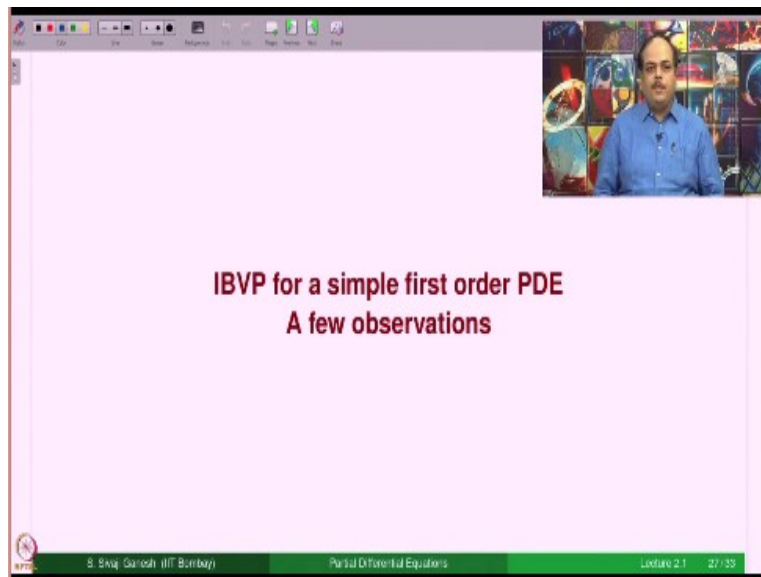 IBVP for a simple first order PDE
A few observations
S. Sivaji Ganesh (IIT Bombay)
Partial Differential Equations
Lecture 2.1
27/33